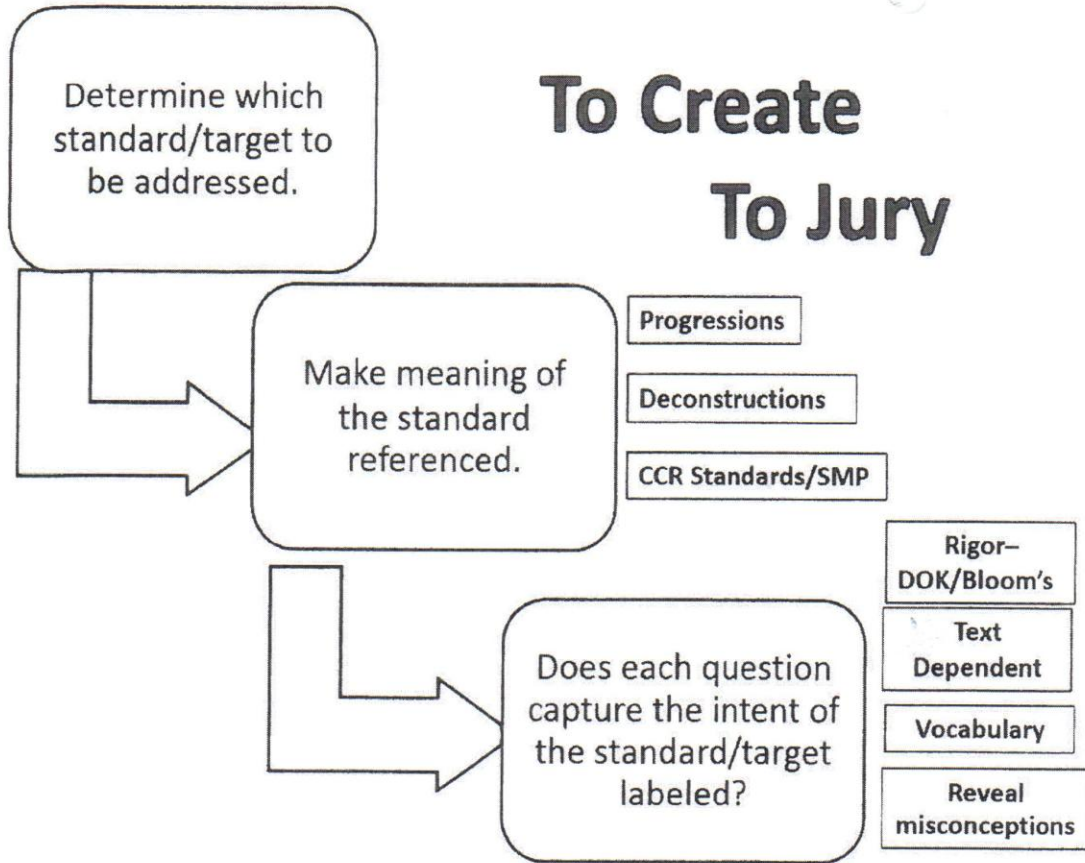 To Create
To Jury
Determine which
standard/target to
be addressed.
Make meaning of
the standard
referenced.
Progressions
Deconstructions
CCR Standards/SMP
Does each question
capture the intent of
the standard/target
labeled?
Rigor–
DOK/Bloom's
Text
Dependent
Vocabulary
Reveal
misconceptions